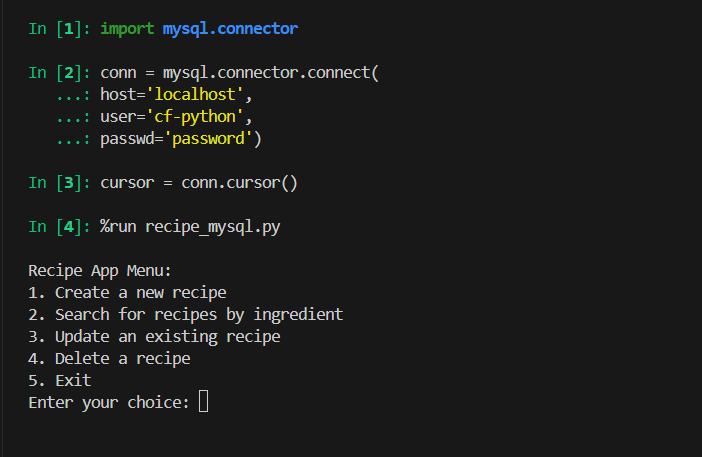 In [1]: import mysql.connector
In [2]: conn = mysql.connector.connect(
...: host='localhost',
...: user='cf-python',
...: passwd='password')
In [3]: cursor = conn.cursor()
In [4]: %run recipe_mysql.py
Recipe App Menu:
1. Create a new recipe
2. Search for recipes by ingredient
3. Update an existing recipe
4. Delete a recipe
5. Exit
Enter your choice: